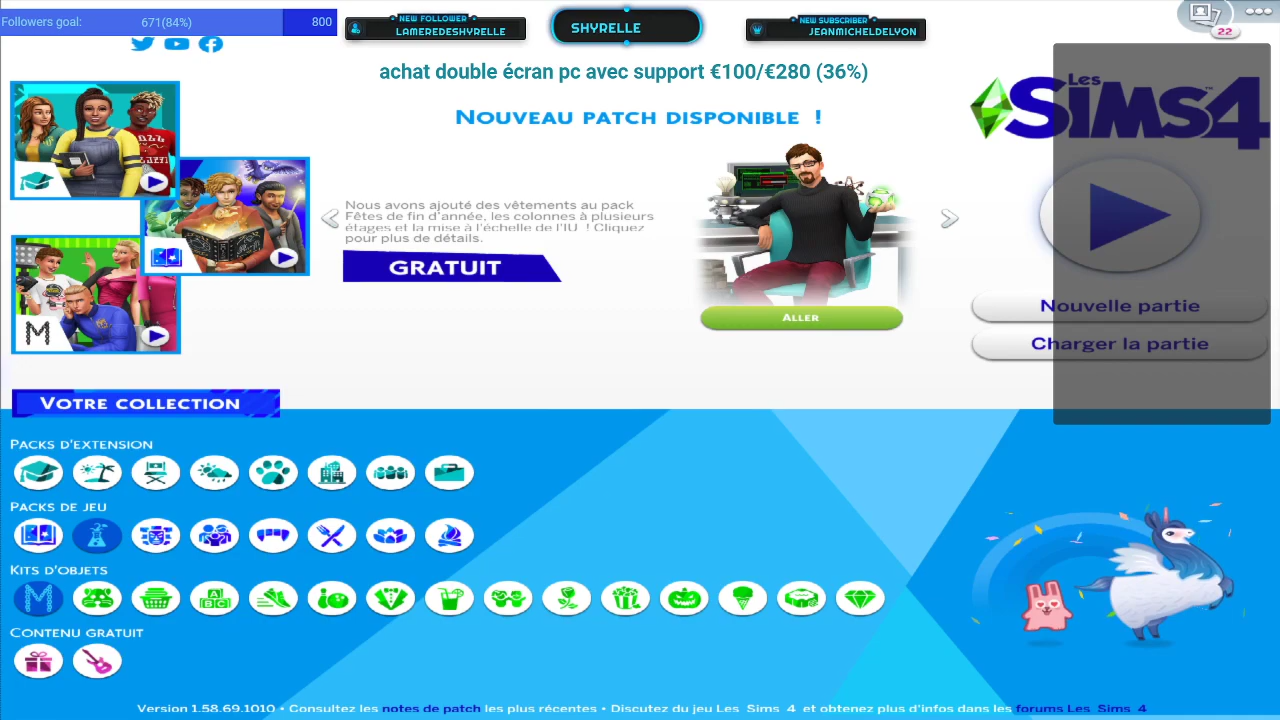 Followers goal: 671(84%) 800
NEW FOLLOWER
LAMEREDESHYRELLE
SHYRELLE
NEW SUBSCRIBER
JEANMICHELDELYON
22
achat double écran pc avec support €100/€280 (36%)
NOUVEAU PATCH DISPONIBLE !
Les
SiMS4
™
Nous avons ajouté des vêtements au pack
Fêtes de fin d'année, les colonnes à plusieurs
étages et la mise à l'échelle de l'IU ! Cliquez
pour plus de détails.
GRATUIT
ALLER
M
Nouvelle partie
Charger la partie
VOTRE COLLECTION
PACKS D'EXTENSION
PACKS DE JEU
KITS D'OBJETS
M
A
BC
CONTENU GRATUIT
Version 1.58.69.1010 • Consultez les notes de patch les plus récentes • Discutez du jeu Les Sims 4 et obtenez plus d'infos dans les forums Les Sims 4